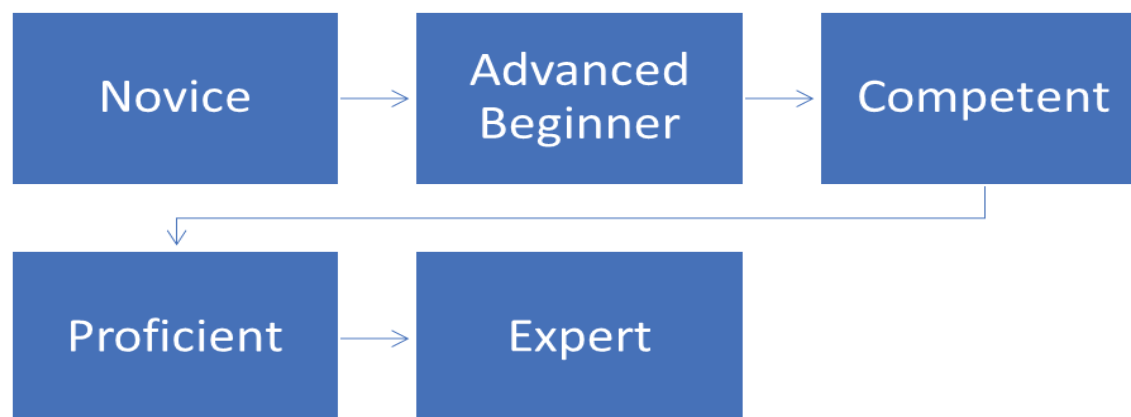 Novice
Advanced
Beginner
Competent
Proficient
Expert